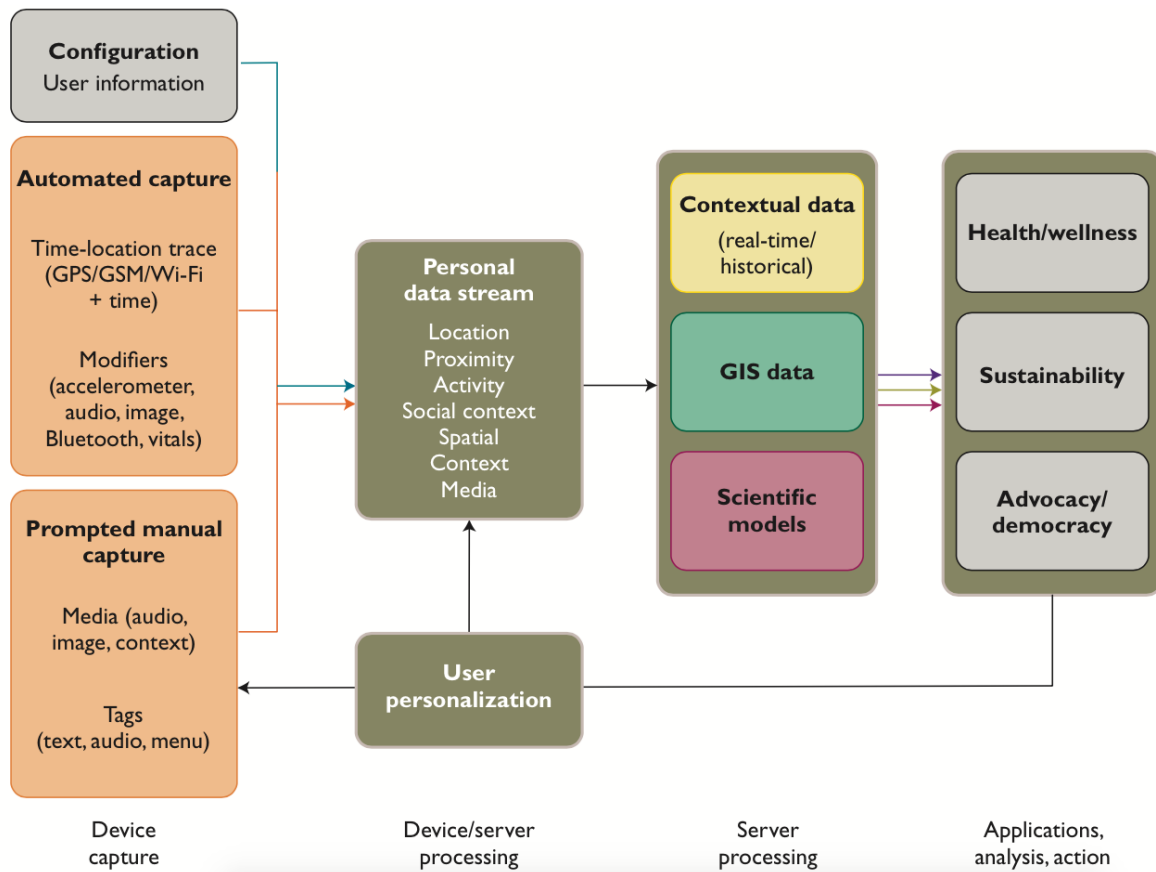 Configuration
User information
Automated capture
Time-location trace
(GPS/GSM/Wi-Fi
+ time)
Modifiers
(accelerometer,
audio, image,
Bluetooth, vitals)
Prompted manual
capture
Media (audio,
image, context)
Tags
(text, audio, menu)
Device
capture
Personal
data stream
Location
Proximity
Activity
Social context
Spatial
Context
Media
User
personalization
Device/server
processing
Contextual data
(real-time/
historical)
GIS data
Scientific
models
Server
processing
Health/wellness
Sustainability
Advocacy/
democracy
Applications,
analysis, action